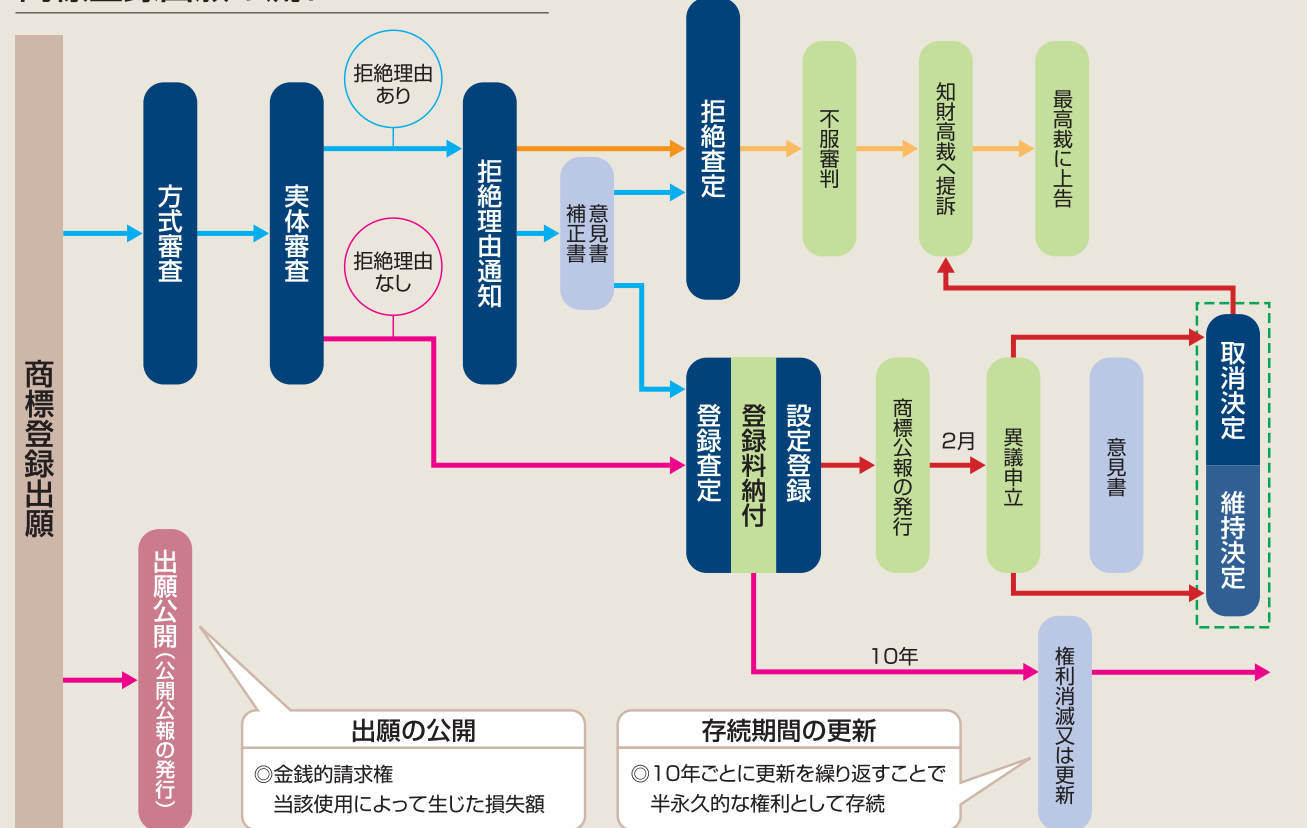 商標登録出願
方式審査
実体審査
拒絶理由
あり
拒絶理由
なし
拒絶理由通知
意見書
補正書
拒絶査定
不服審判
知財高裁へ提訴
最高裁に上告
登録査定
登録料納付
設定登録
商標公報の発行
2月
異議申立
意見書
取消決定
維持決定
出願公開(公開公報の発行)
10年
権利消滅又は更新
出願の公開
◎金銭的請求権
当該使用によって生じた損失額
存続期間の更新
◎10年ごとに更新を繰り返すことで
半永久的な権利として存続